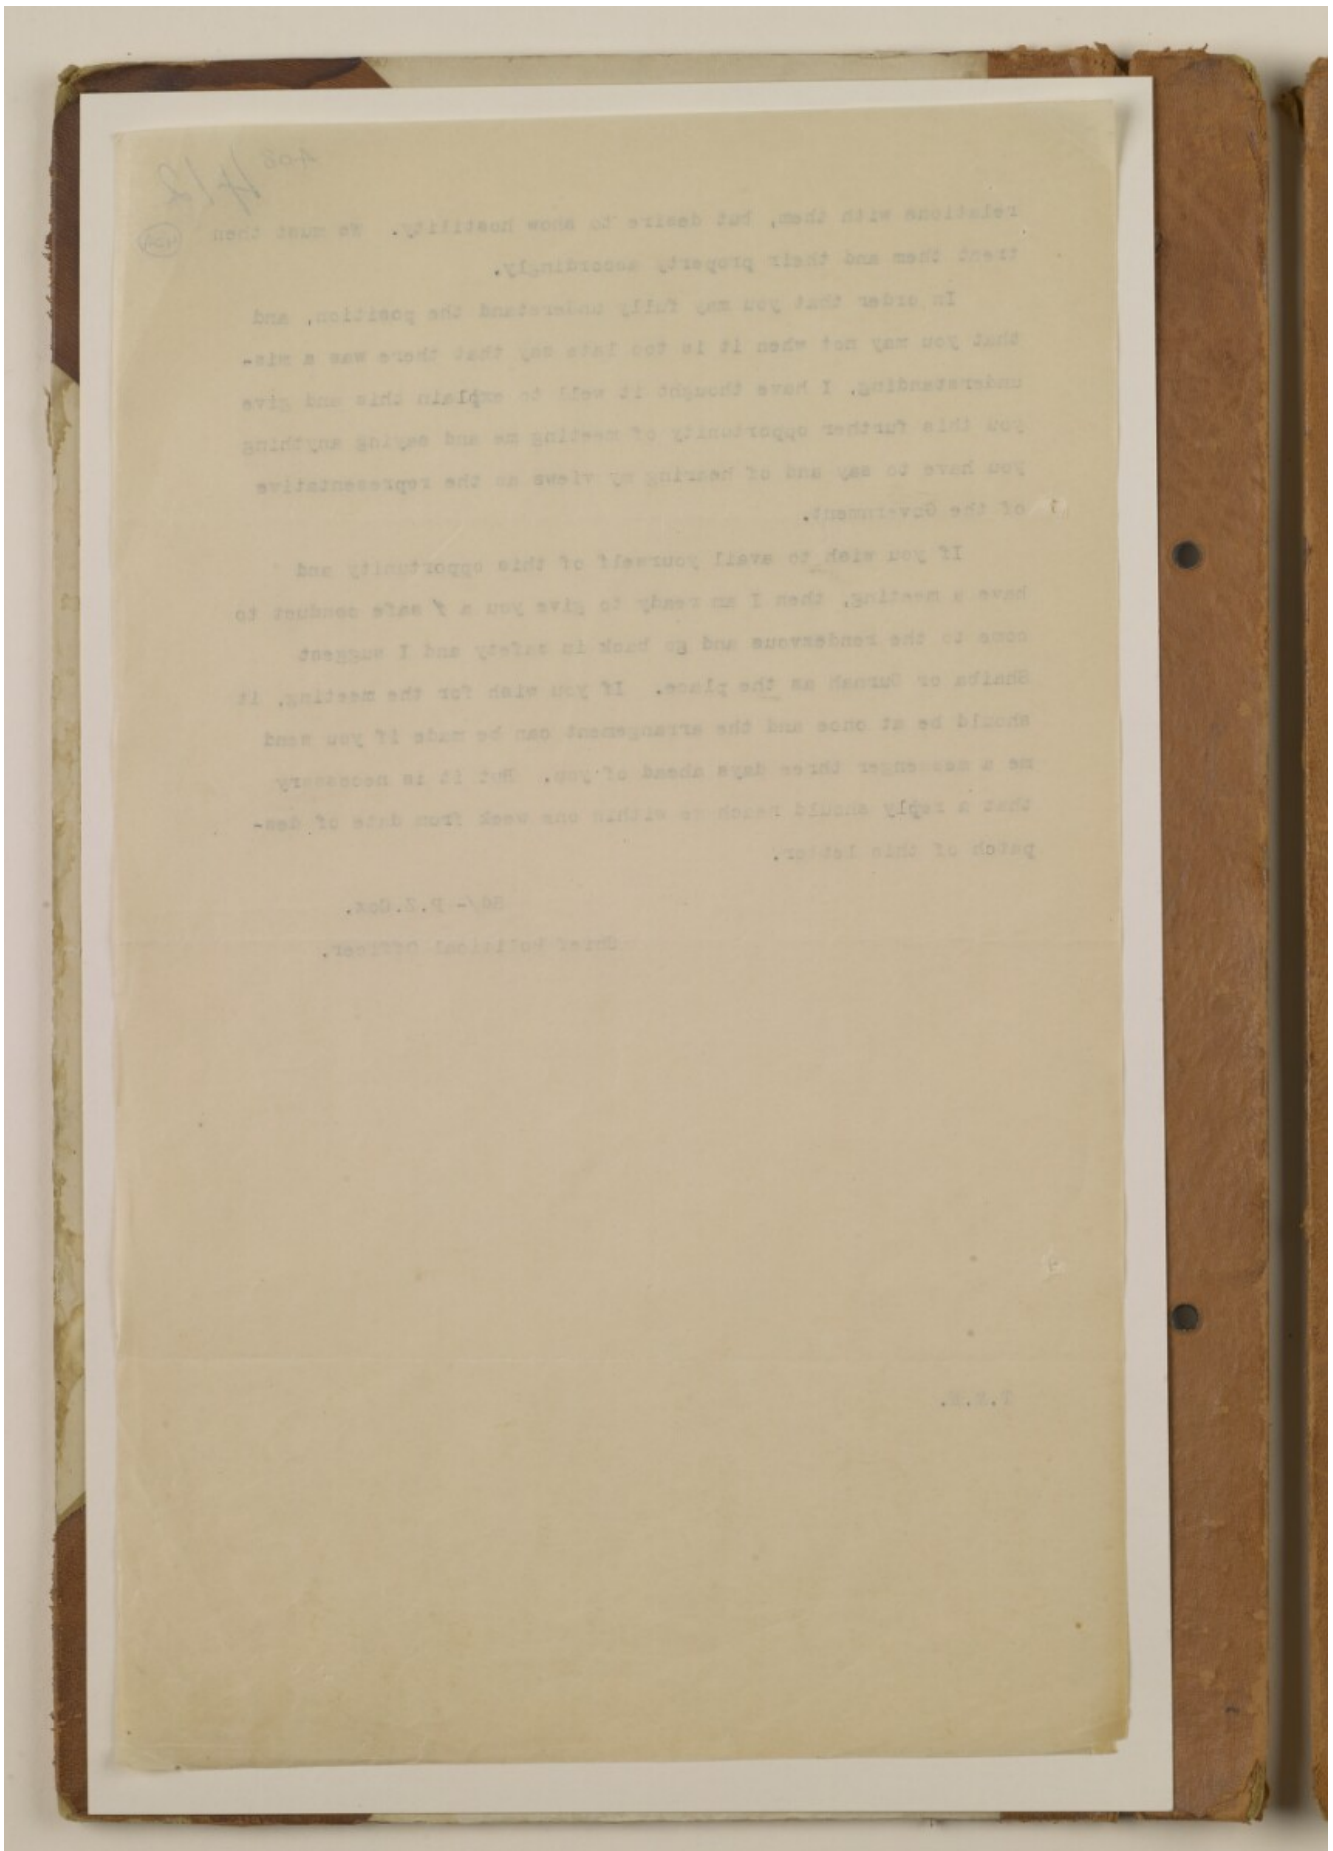 408
412
relations with them, but desire to show hostility. We must then
treat them and their property accordingly.
In order that you may fully understand the position, and
that you may not when it is too late say that there was a mis-
understanding, I have thought it well to explain this and give
you this further opportunity of meeting me and saying anything
you have to say and of hearing my views as the representative
of the Government.
If you wish to avail yourself of this opportunity and
have a meeting, then I am ready to give you a safe conduct to
come to the rendezvous and go back in safety and I suggest
Shaiba or Gurnah as the place. If you wish for the meeting, it
should be at once and the arrangement can be made if you send
me a messenger three days ahead of you. But it is necessary
that a reply should reach me within one week from date of des-
patch of this letter.
Sd/- P.Z.Cox.
Chief Political Officer.